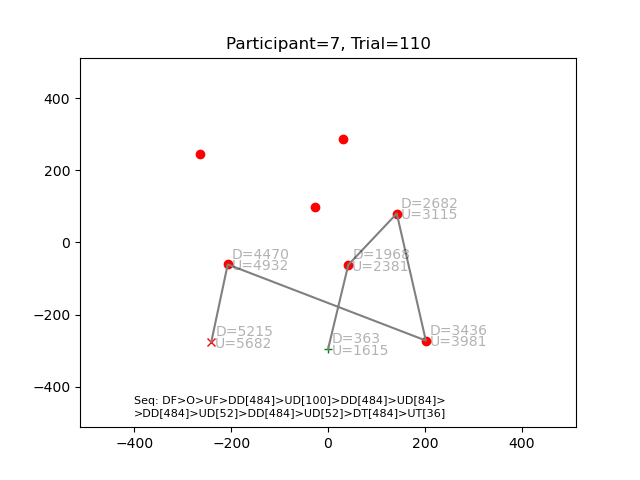 Participant=7, Trial=110
400
200
0
−200
−400
D=2682
U=3115
D=4470
U=4932
D=1968
U=2381
D=5215
U=5682
D=363
U=1615
D=3436
U=3981
Seq: DF>O>UF>DD[484]>UD[100]>DD[484]>UD[84]>
>DD[484]>UD[52]>DD[484]>UD[52]>DT[484]>UT[36]
−400
−200
0
200
400